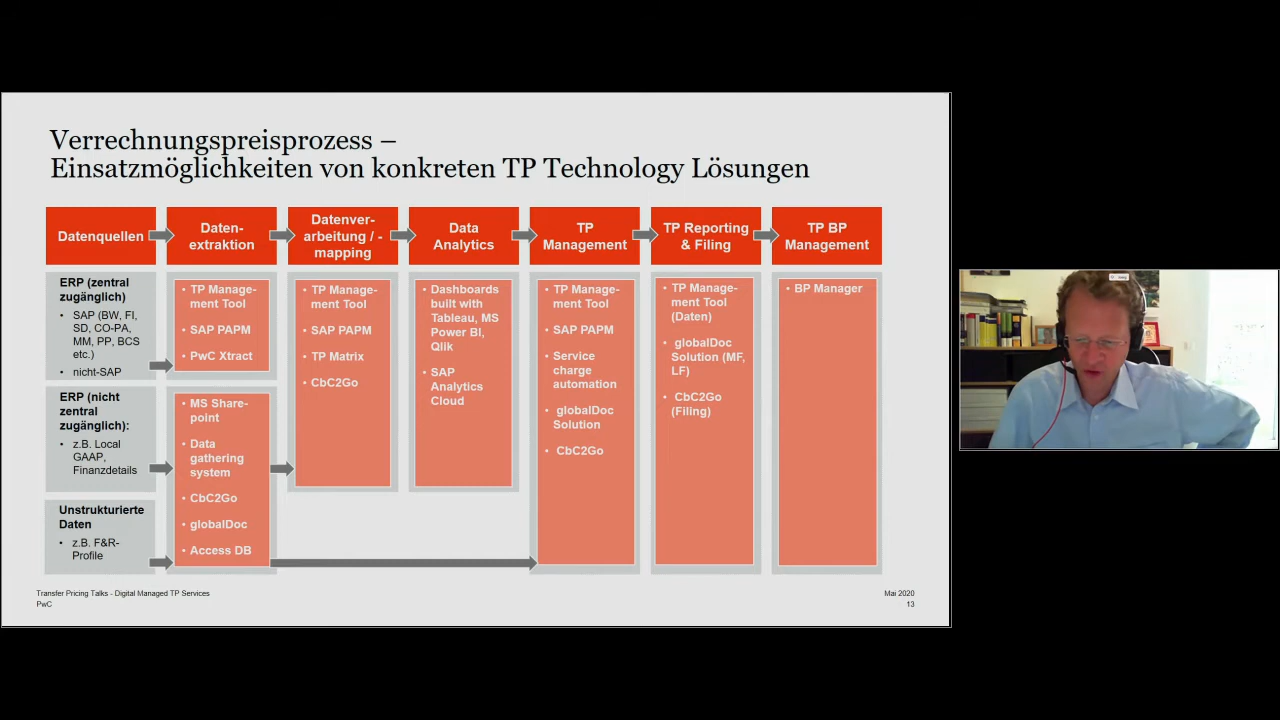 Verrechnungspreisprozess –
Einsatzmöglichkeiten von konkreten TP Technology Lösungen
Datenquellen
Daten-
extraktion
Datenver-
arbeitung / -
mapping
Data
Analytics
TP
Management
TP Reporting
& Filing
TP BP
Management
ERP (zentral
zugänglich)
• SAP (BW, FI,
SD, CO-PA,
MM, PP, BCS
etc.)
• nicht-SAP
ERP (nicht
zentral
zugänglich):
• z.B. Local
GAAP,
Finanzdetails
Unstrukturierte
Daten
• z.B. F&R-
Profile
• TP Manage-
ment Tool
• SAP PAPM
• PwC Xtract
• MS Share-
point
• Data
gathering
system
• CbC2Go
• globalDoc
• Access DB
• TP Manage-
ment Tool
• SAP PAPM
• TP Matrix
• CbC2Go
• Dashboards
built with
Tableau, MS
Power BI,
Qlik
• SAP
Analytics
Cloud
• TP Manage-
ment Tool
• SAP PAPM
• Service
charge
automation
• globalDoc
Solution
• CbC2Go
• TP Manage-
ment Tool
(Daten)
• globalDoc
Solution (MF,
LF)
• CbC2Go
(Filing)
• BP Manager
Transfer Pricing Talks - Digital Managed TP Services
PwC
Mai 2020
13